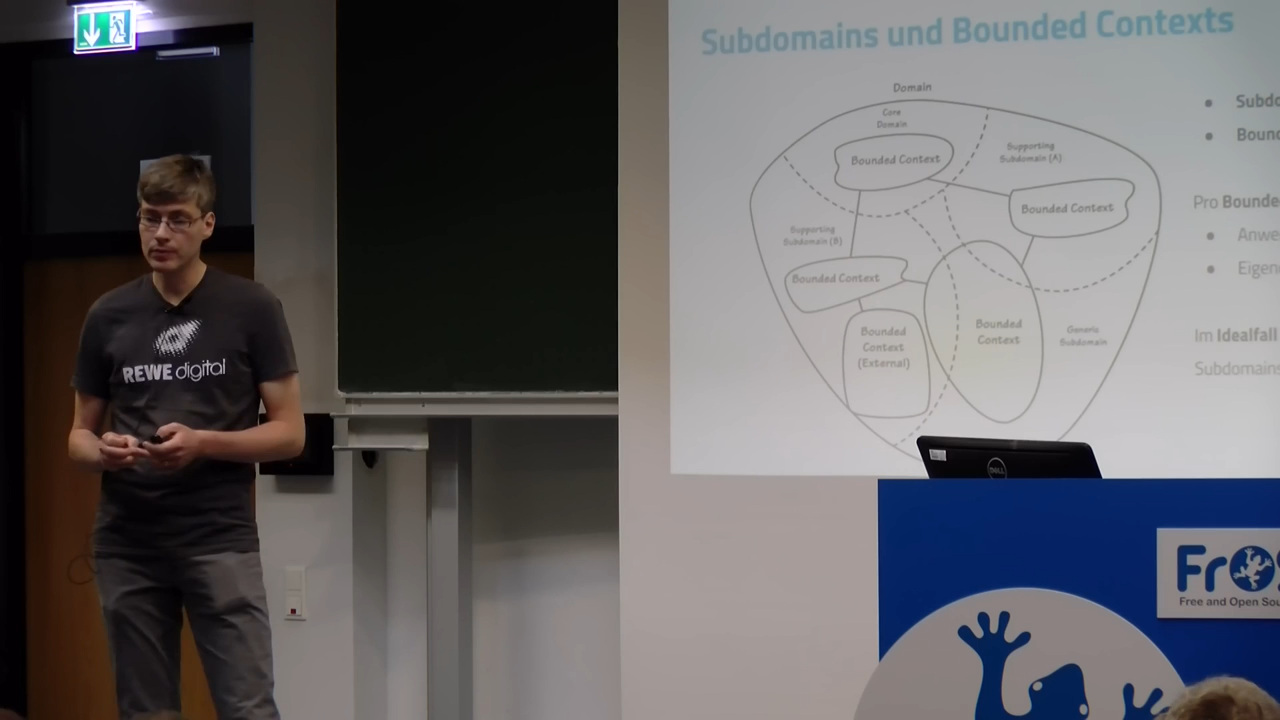 REWE digital
Subdomains und Bounded Contexts
Domain
Core
Domain
Bounded Context
Supporting
Subdomain (A)
Bounded Context
Supporting
Subdomain (B)
Bounded Context
Bounded
Context
(External)
Bounded
Context
Generic
Subdomain
Subdo
Boun
Pro Bounde
Anwe
Eigen
Im Idealfall
Subdomains
DELL
FrOS
Free and Open Sou